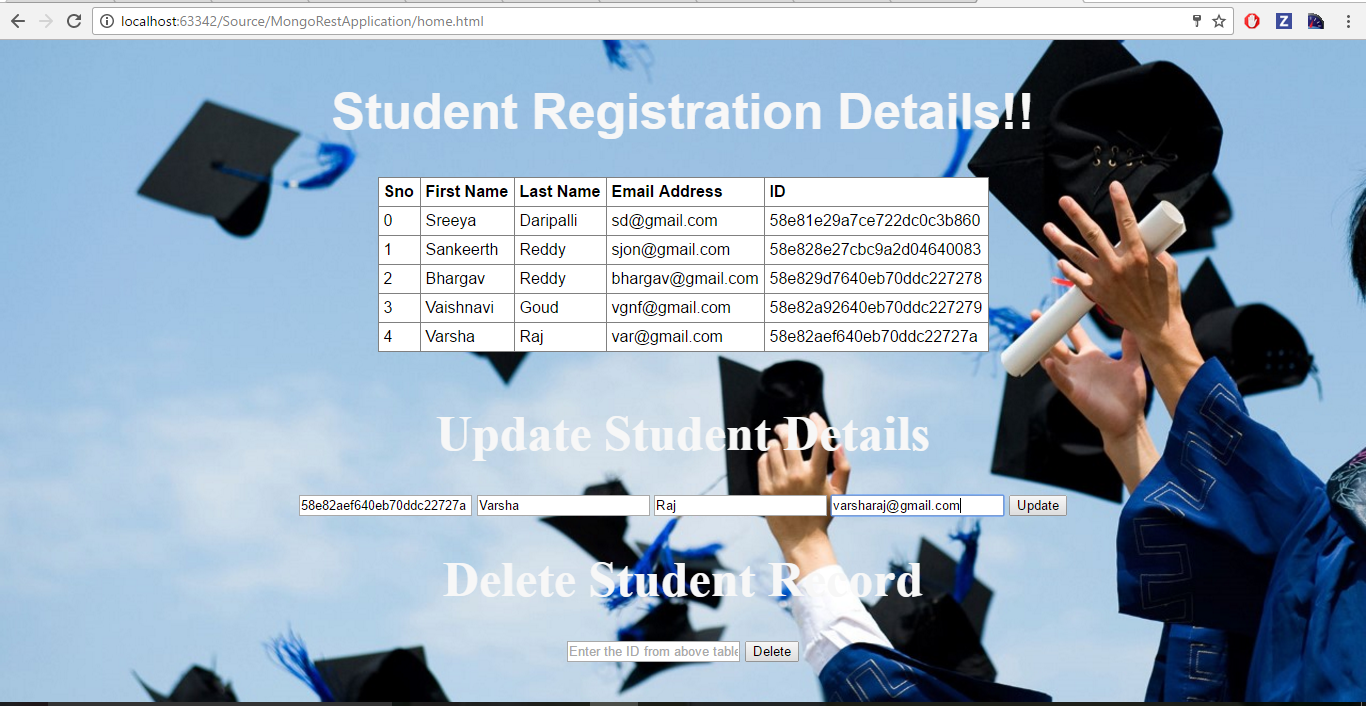 localhost:63342/Source/MongoRestApplication/home.html
Z
Student Registration Details!!
Sno First Name Last Name Email Address ID
0 Sreeya Daripalli sd@gmail.com 58e81e29a7ce722dc0c3b860
1 Sankeerth Reddy sjon@gmail.com 58e828e27cbc9a2d04640083
2 Bhargav Reddy bhargav@gmail.com 58e829d7640eb70ddc227278
3 Vaishnavi Goud vgnf@gmail.com 58e82a92640eb70ddc227279
4 Varsha Raj var@gmail.com 58e82aef640eb70ddc22727a
Update Student Details
58e82aef640eb70ddc22727a Varsha Raj varsharaj@gmail.com Update
Delete Student Record
Enter the ID from above table Delete